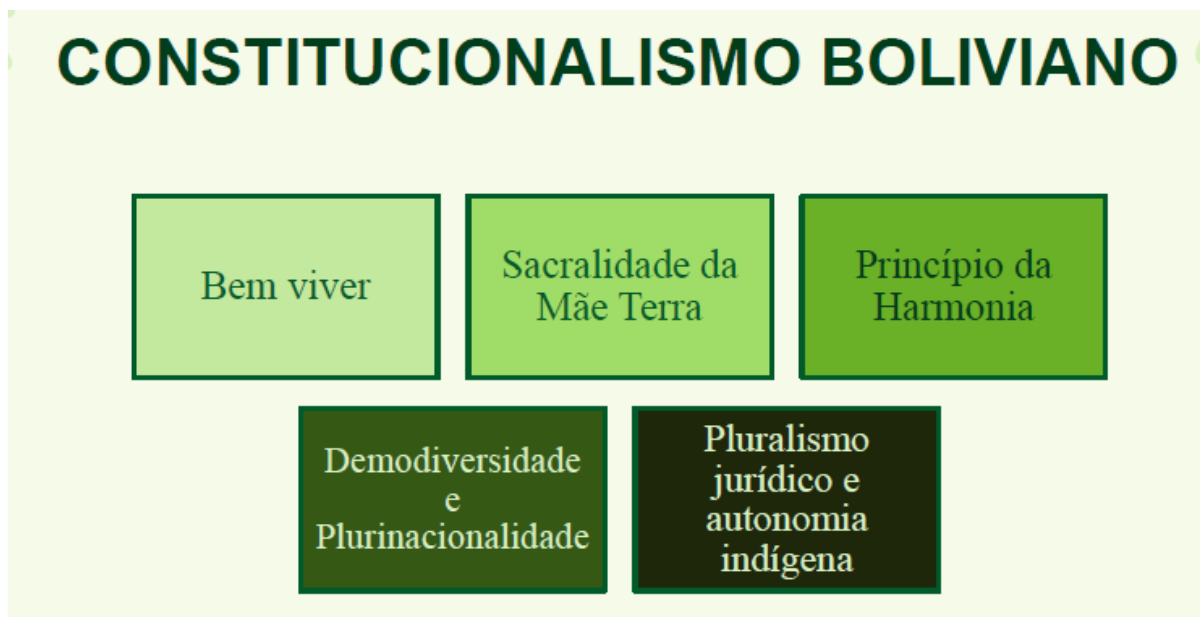 CONSTITUCIONALISMO BOLIVIANO
Bem viver
Sacralidade da
Mãe Terra
Princípio da
Harmonia
Demodiversidade
e
Plurinacionalidade
Pluralismo
jurídico e
autonomia
indígena